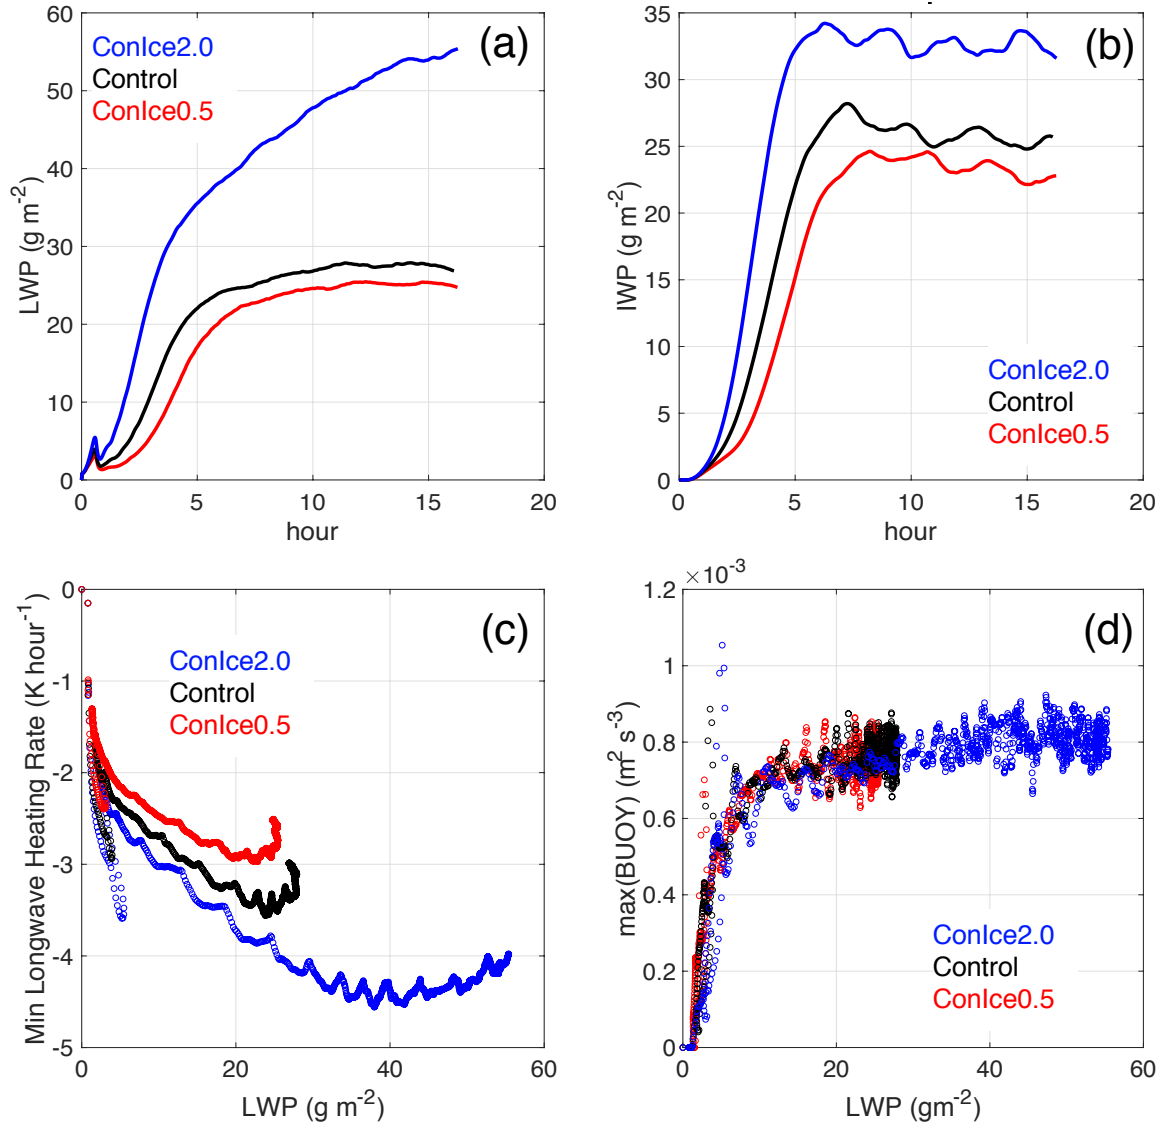 (a)
ConIce2.0
Control
ConIce0.5
LWP (g m-2)
60
50
40
30
20
10
0
0 5 10 15 20
hour
(b)
ConIce2.0
Control
ConIce0.5
IWP (g m-2)
35
30
25
20
15
10
5
0
0 5 10 15 20
hour
(c)
ConIce2.0
Control
ConIce0.5
Min Longwave Heating Rate (K hour-1)
0
-1
-2
-3
-4
-5
0 20 40 60
LWP (g m-2)
×10-3
(d)
ConIce2.0
Control
ConIce0.5
max(BUOY) (m2 s-3)
1.2
1
0.8
0.6
0.4
0.2
0
0 20 40 60
LWP (gm-2)